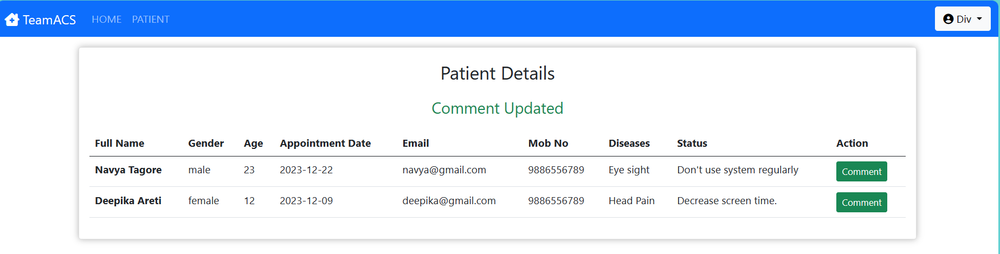 TeamACS HOME PATIENT Div
Patient Details
Comment Updated
Full Name Gender Age Appointment Date Email Mob No Diseases Status Action
Navya Tagore male 23 2023-12-22 navya@gmail.com 9886556789 Eye sight Don't use system regularly Comment
Deepika Areti female 12 2023-12-09 deepika@gmail.com 9886556789 Head Pain Decrease screen time. Comment